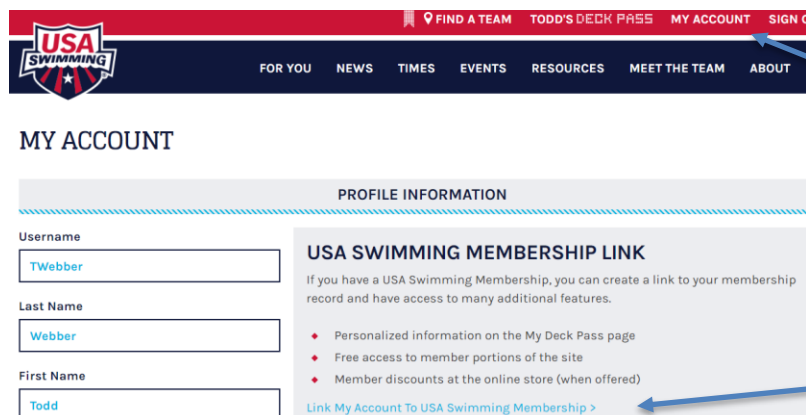 FIND A TEAM TODD'S DECK PASS MY ACCOUNT SIGN
USA
SWIMMING
FOR YOU NEWS TIMES EVENTS RESOURCES MEET THE TEAM ABOUT
MY ACCOUNT
PROFILE INFORMATION
Username
TWebber
Last Name
Webber
First Name
Todd
USA SWIMMING MEMBERSHIP LINK
If you have a USA Swimming Membership, you can create a link to your membership
record and have access to many additional features.
Personalized information on the My Deck Pass page
Free access to member portions of the site
Member discounts at the online store (when offered)
Link My Account To USA Swimming Membership >